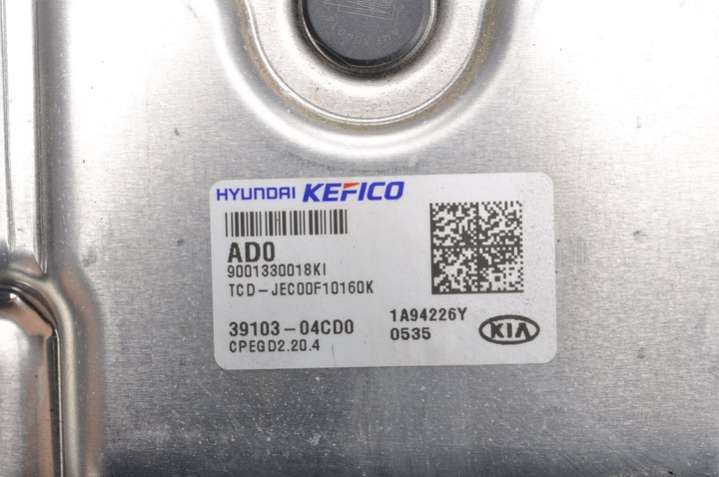 HYUNDAI KEFICO
AD0
9001330018KI
TCD-JEC00F10160K
39103-04CD0
CPEGD2.20.4
1A94226Y
0535
KIA